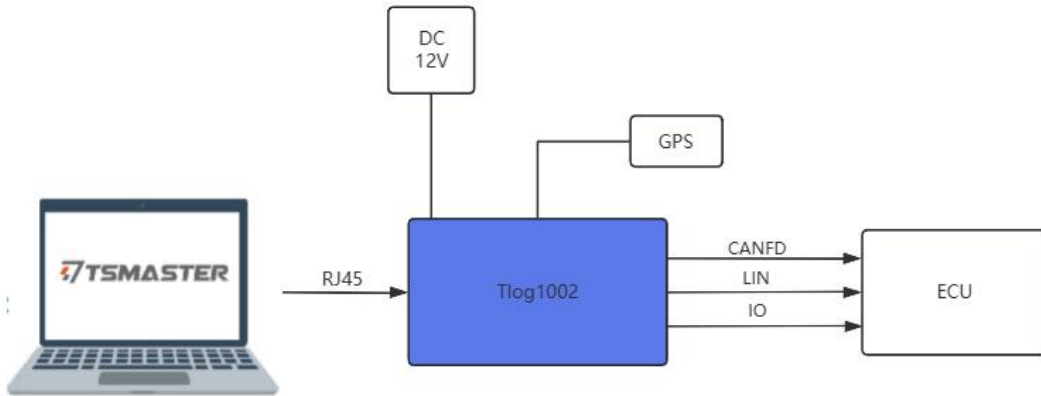 DC
12V
GPS
TSMASTER
RJ45
Tlog1002
CANFD
LIN
IO
ECU